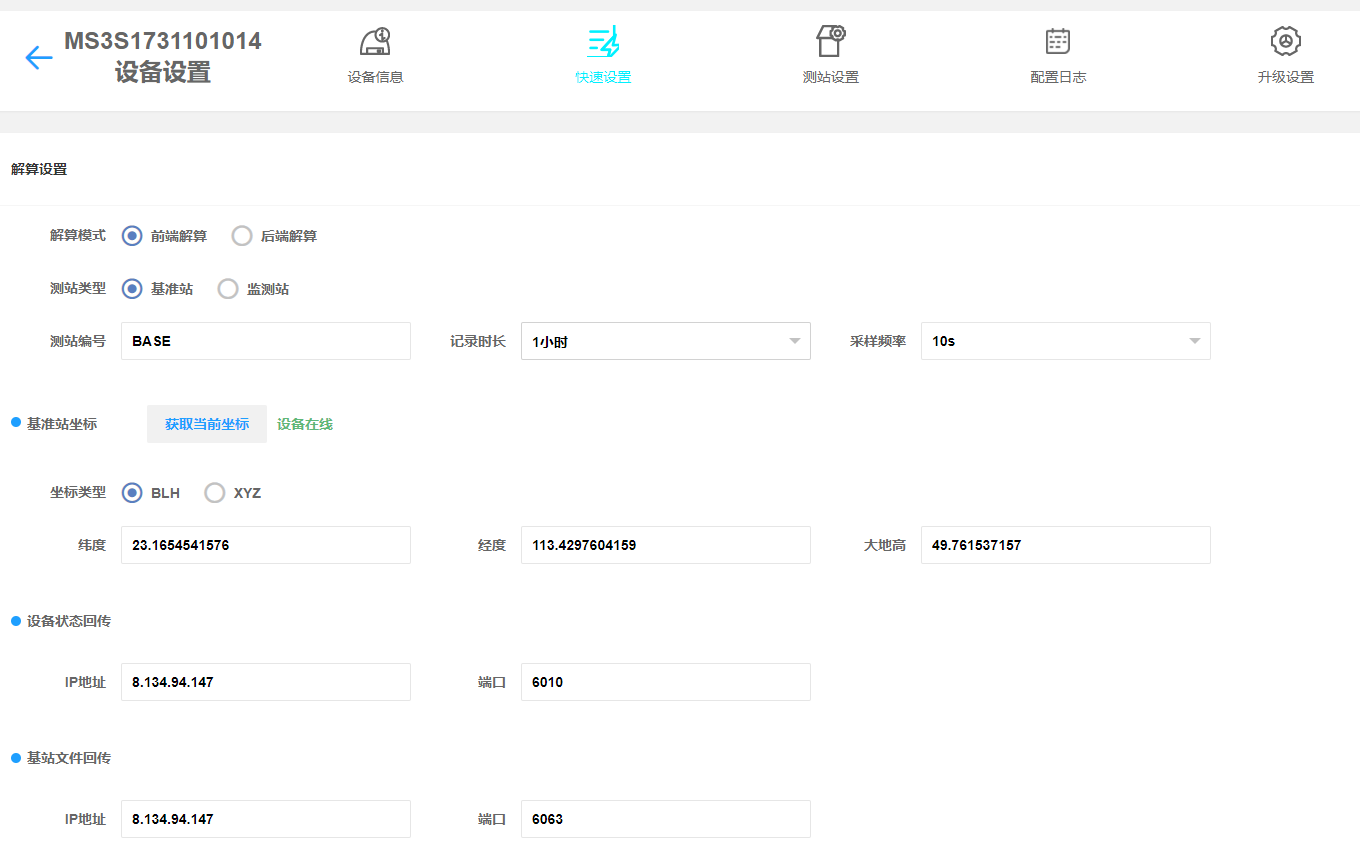 MS3S1731101014
设备设置
设备信息
快速设置
测站设置
配置日志
升级设置
解算设置
解算模式 前端解算 后端解算
测站类型 基准站 监测站
测站编号 BASE 记录时长 1小时 采样频率 10s
基准站坐标 获取当前坐标 设备在线
坐标类型 BLH XYZ
纬度 23.1654541576 经度 113.4297604159 大地高 49.761537157
设备状态回传
IP地址 8.134.94.147 端口 6010
基站文件回传
IP地址 8.134.94.147 端口 6063